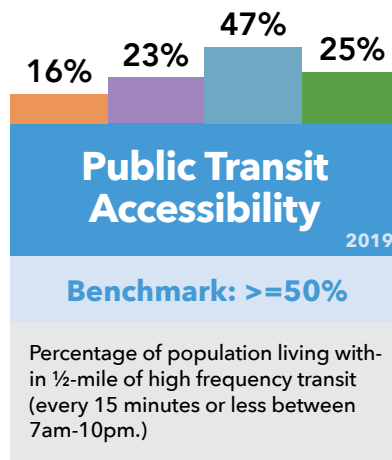 16%
23%
47%
25%
Public Transit
Accessibility
2019
Benchmark: >=50%
Percentage of population living with-
in ½-mile of high frequency transit
(every 15 minutes or less between
7am-10pm.)